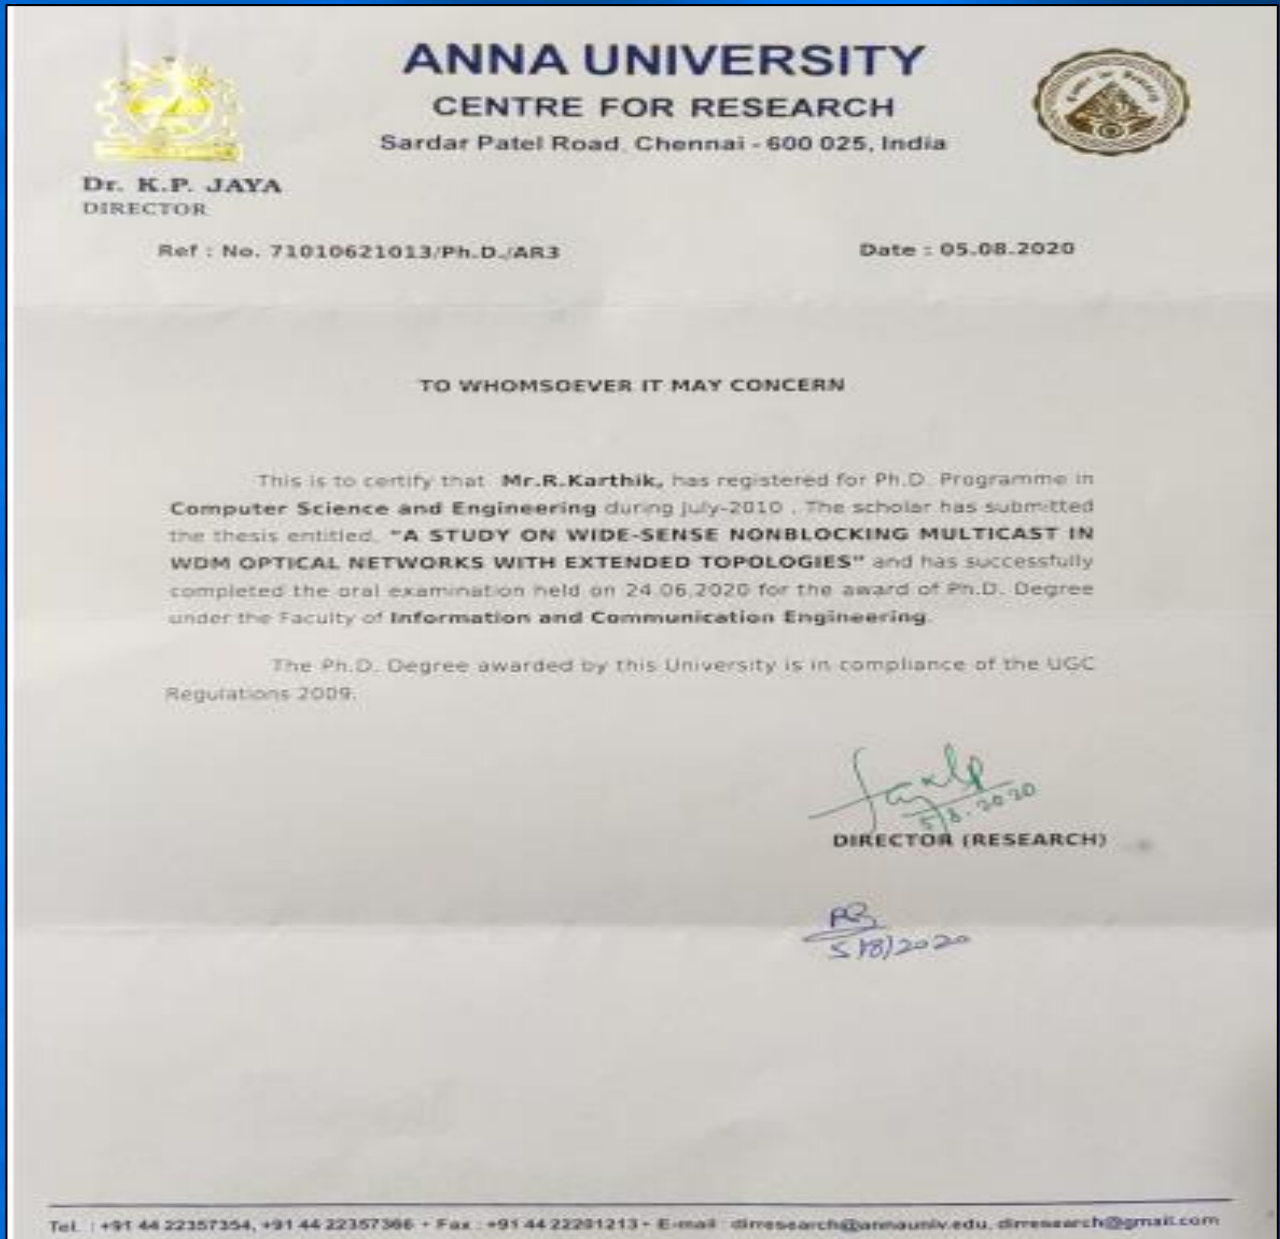 ANNA UNIVERSITY
CENTRE FOR RESEARCH
Sardar Patel Road, Chennai - 600 025, India
Dr. K.P. JAYA
DIRECTOR
Ref : No. 71010621013/Ph.D./AR3
Date : 05.08.2020
TO WHOMSOEVER IT MAY CONCERN
This is to certify that Mr.R.Karthik, has registered for Ph.D. Programme in
Computer Science and Engineering during July-2010 . The scholar has submitted
the thesis entitled, "A STUDY ON WIDE-SENSE NONBLOCKING MULTICAST IN
WDM OPTICAL NETWORKS WITH EXTENDED TOPOLOGIES" and has successfully
completed the oral examination held on 24.06.2020 for the award of Ph.D. Degree
under the Faculty of Information and Communication Engineering.
The Ph.D. Degree awarded by this University is in compliance of the UGC
Regulations 2009.
5/8.2020
DIRECTOR (RESEARCH)
5/8/2020
Tel. : +91 44 22357354, +91 44 22357366 • Fax : +91 44 22201213 • E-mail : dirresearch@annauniv.edu, dirresearch@gmail.com